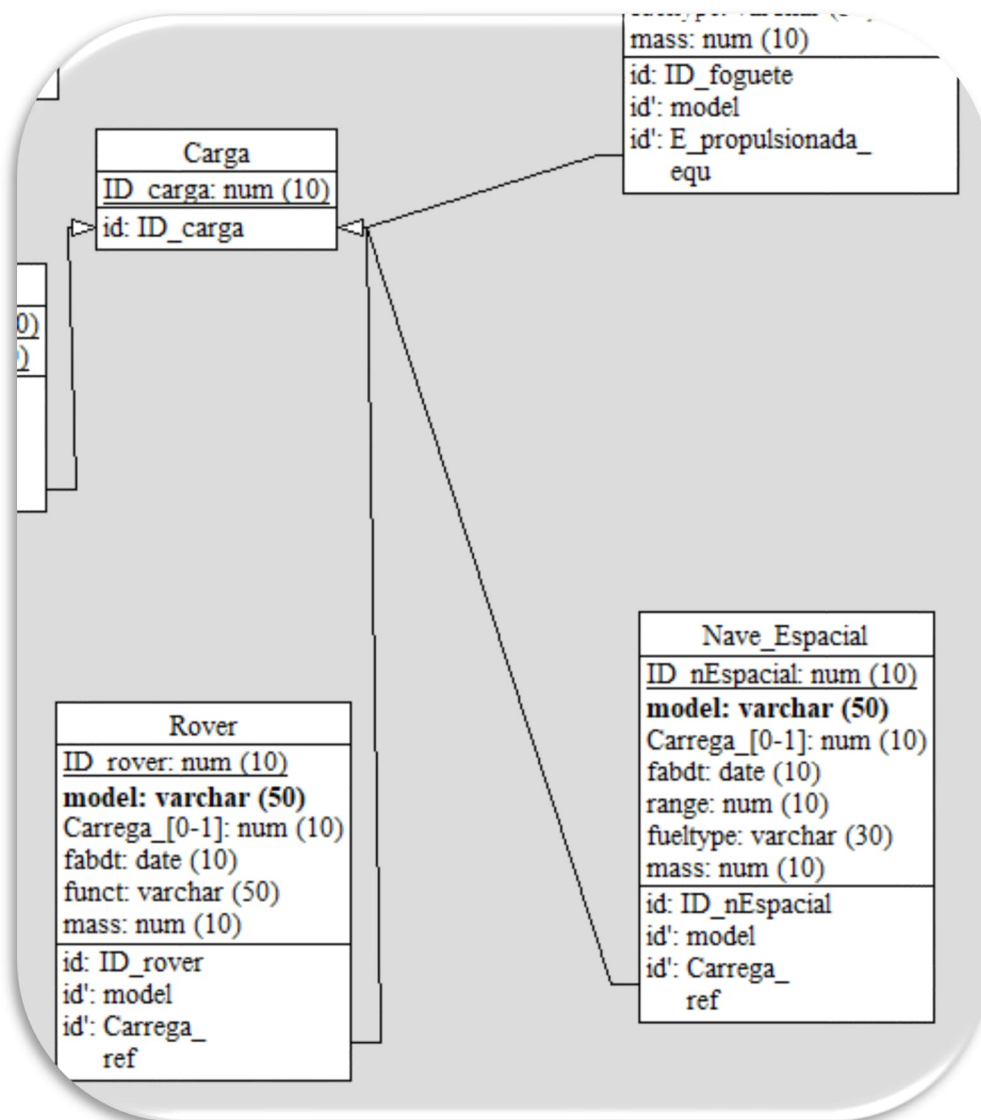 mass: num (10)
id: ID_foguete
id': model
id': E_propulsionada_
equ
Carga
ID_carga: num (10)
id: ID_carga
0)
)
Rover
ID_rover: num (10)
model: varchar (50)
Carrega_[0-1]: num (10)
fabdt: date (10)
funct: varchar (50)
mass: num (10)
id: ID_rover
id': model
id': Carrega_
ref
Nave_Espacial
ID_nEspacial: num (10)
model: varchar (50)
Carrega_[0-1]: num (10)
fabdt: date (10)
range: num (10)
fueltype: varchar (30)
mass: num (10)
id: ID_nEspacial
id': model
id': Carrega_
ref